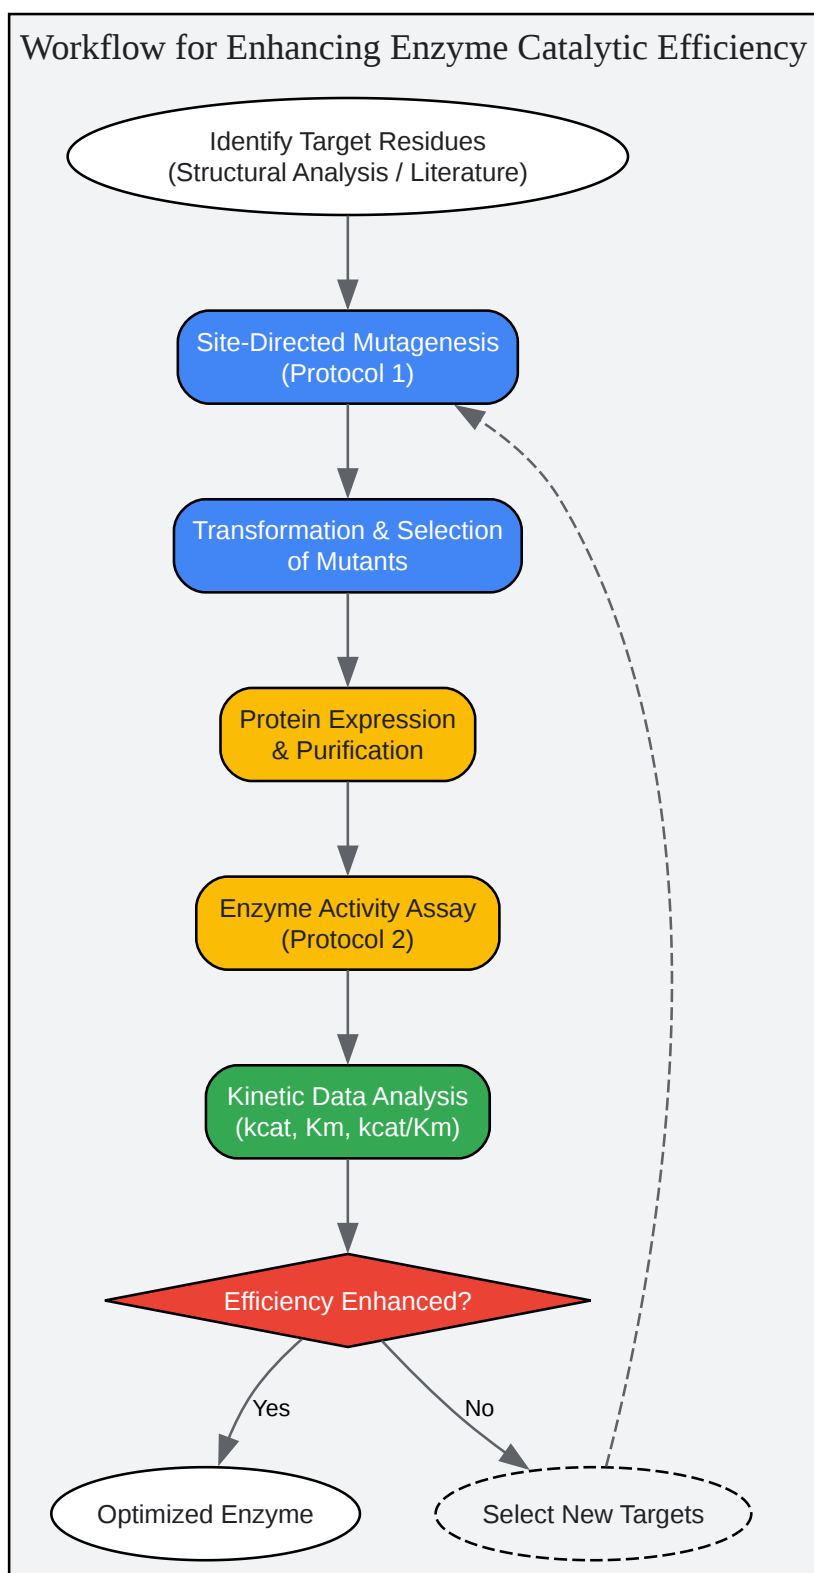 Workflow for Enhancing Enzyme Catalytic Efficiency
Identify Target Residues
(Structural Analysis / Literature)
Site-Directed Mutagenesis
(Protocol 1)
Transformation & Selection
of Mutants
Protein Expression
& Purification
Enzyme Activity Assay
(Protocol 2)
Kinetic Data Analysis
(kcat, Km, kcat/Km)
Efficiency Enhanced?
Yes
No
Optimized Enzyme
Select New Targets